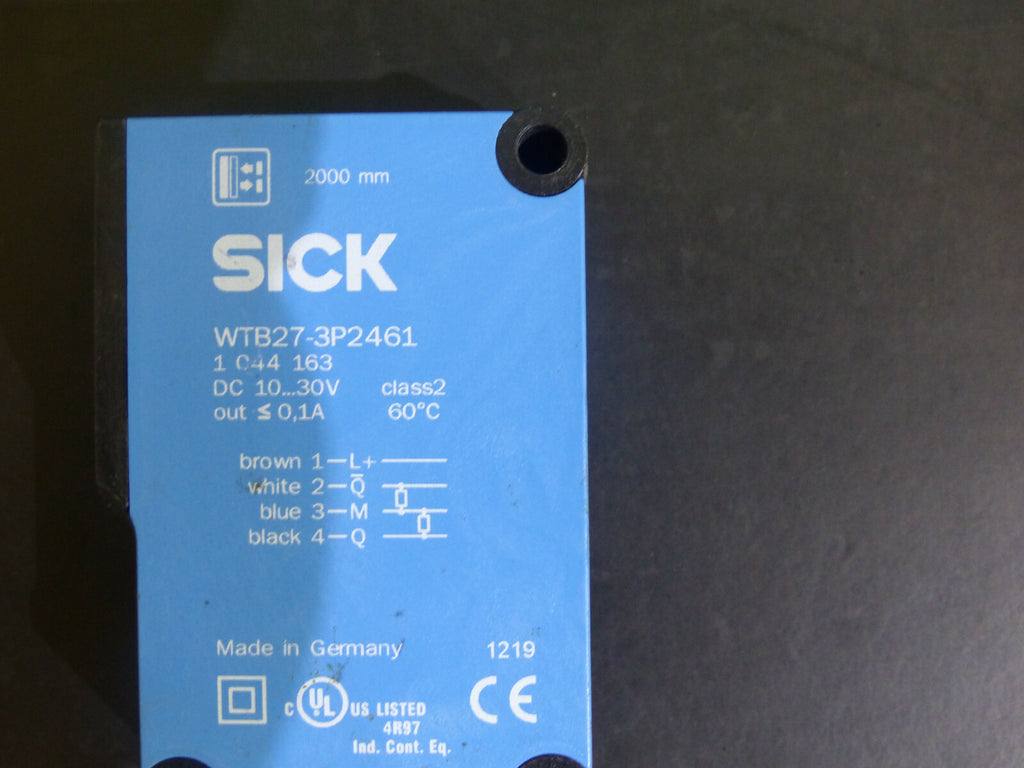 2000 mm
SICK
WTB27-3P2461
1 044 163
DC 10...30V class2
out ≤ 0,1A 60°C
brown 1 L+
white 2 Q̅
blue 3 M
black 4 Q
Made in Germany 1219
C UL US LISTED CE
4R97
Ind. Cont. Eq.